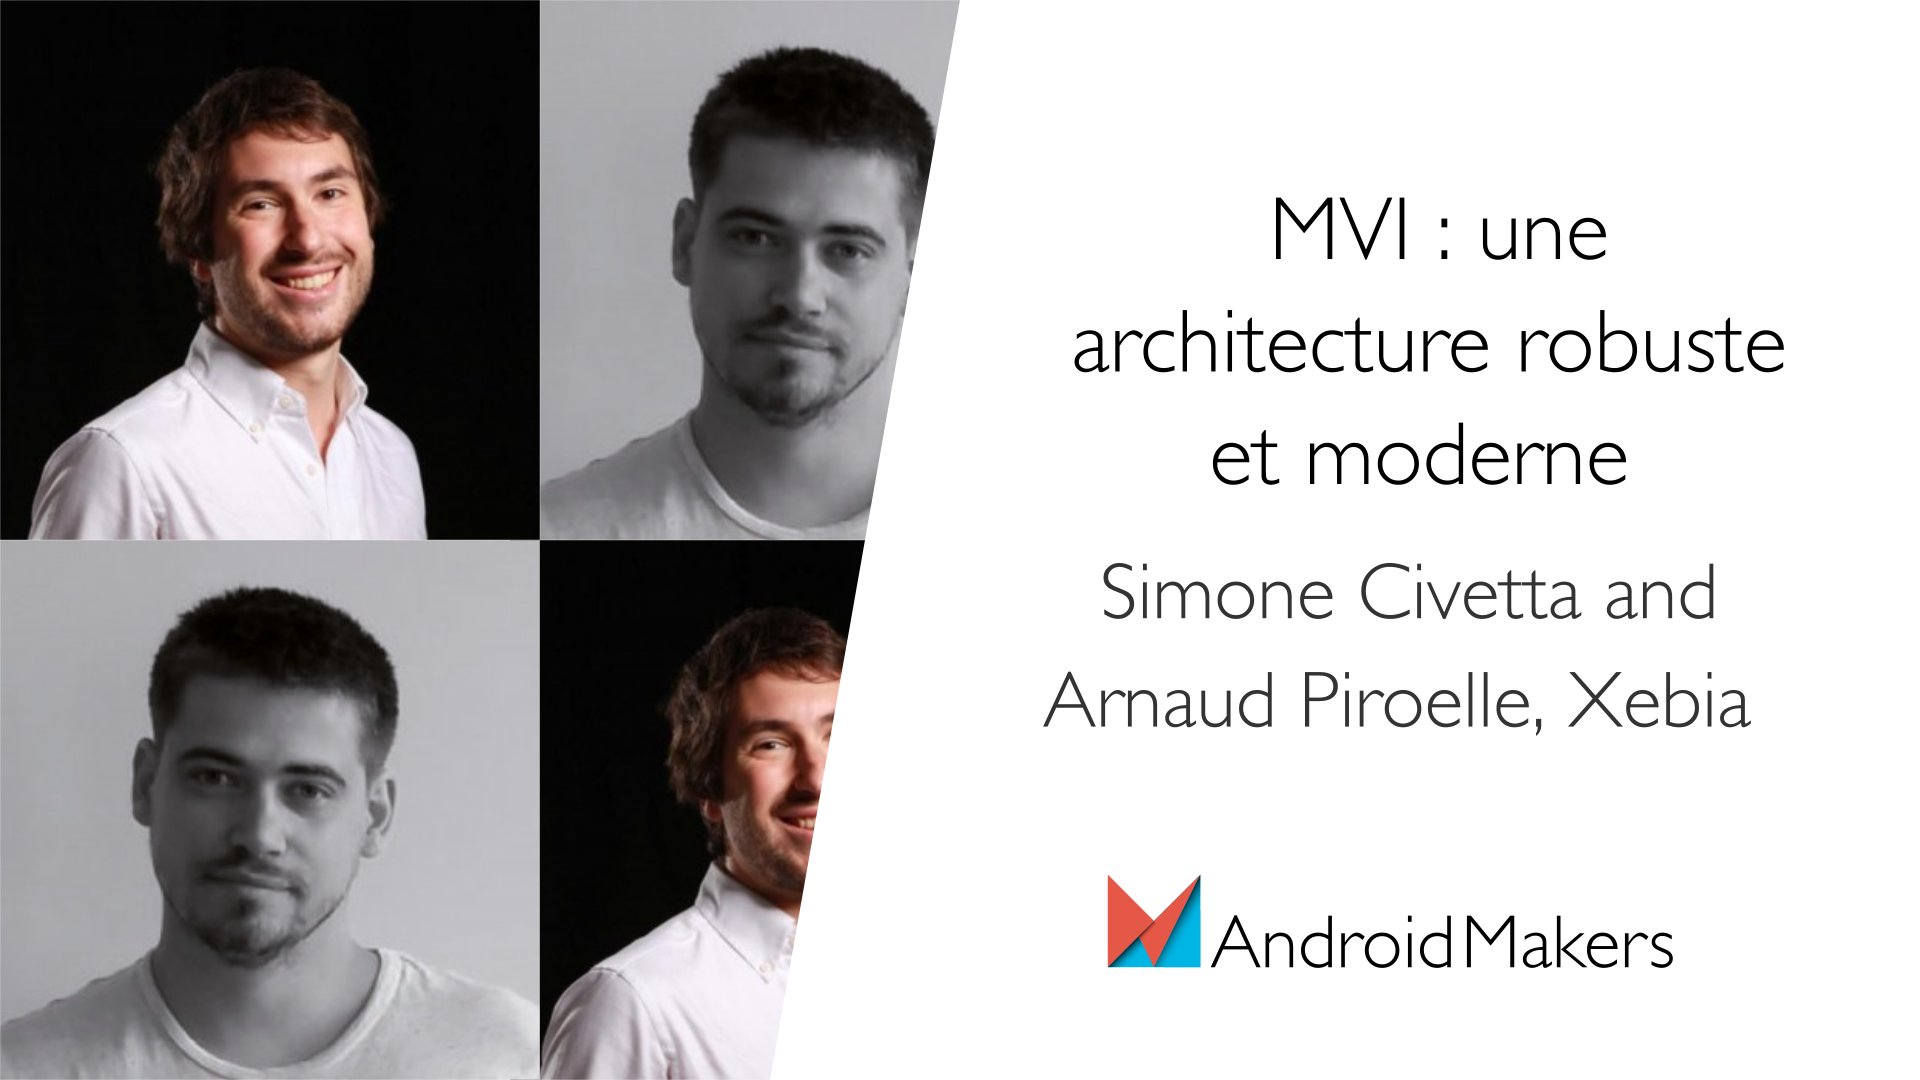 MVI : une
architecture robuste
et moderne
Simone Civetta and
Arnaud Piroelle, Xebia
AndroidMakers